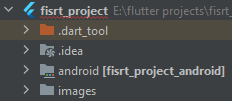 fisrt_project E:\flutter projects\fisrt_
.dart_tool
.idea
android [fisrt_project_android]
images